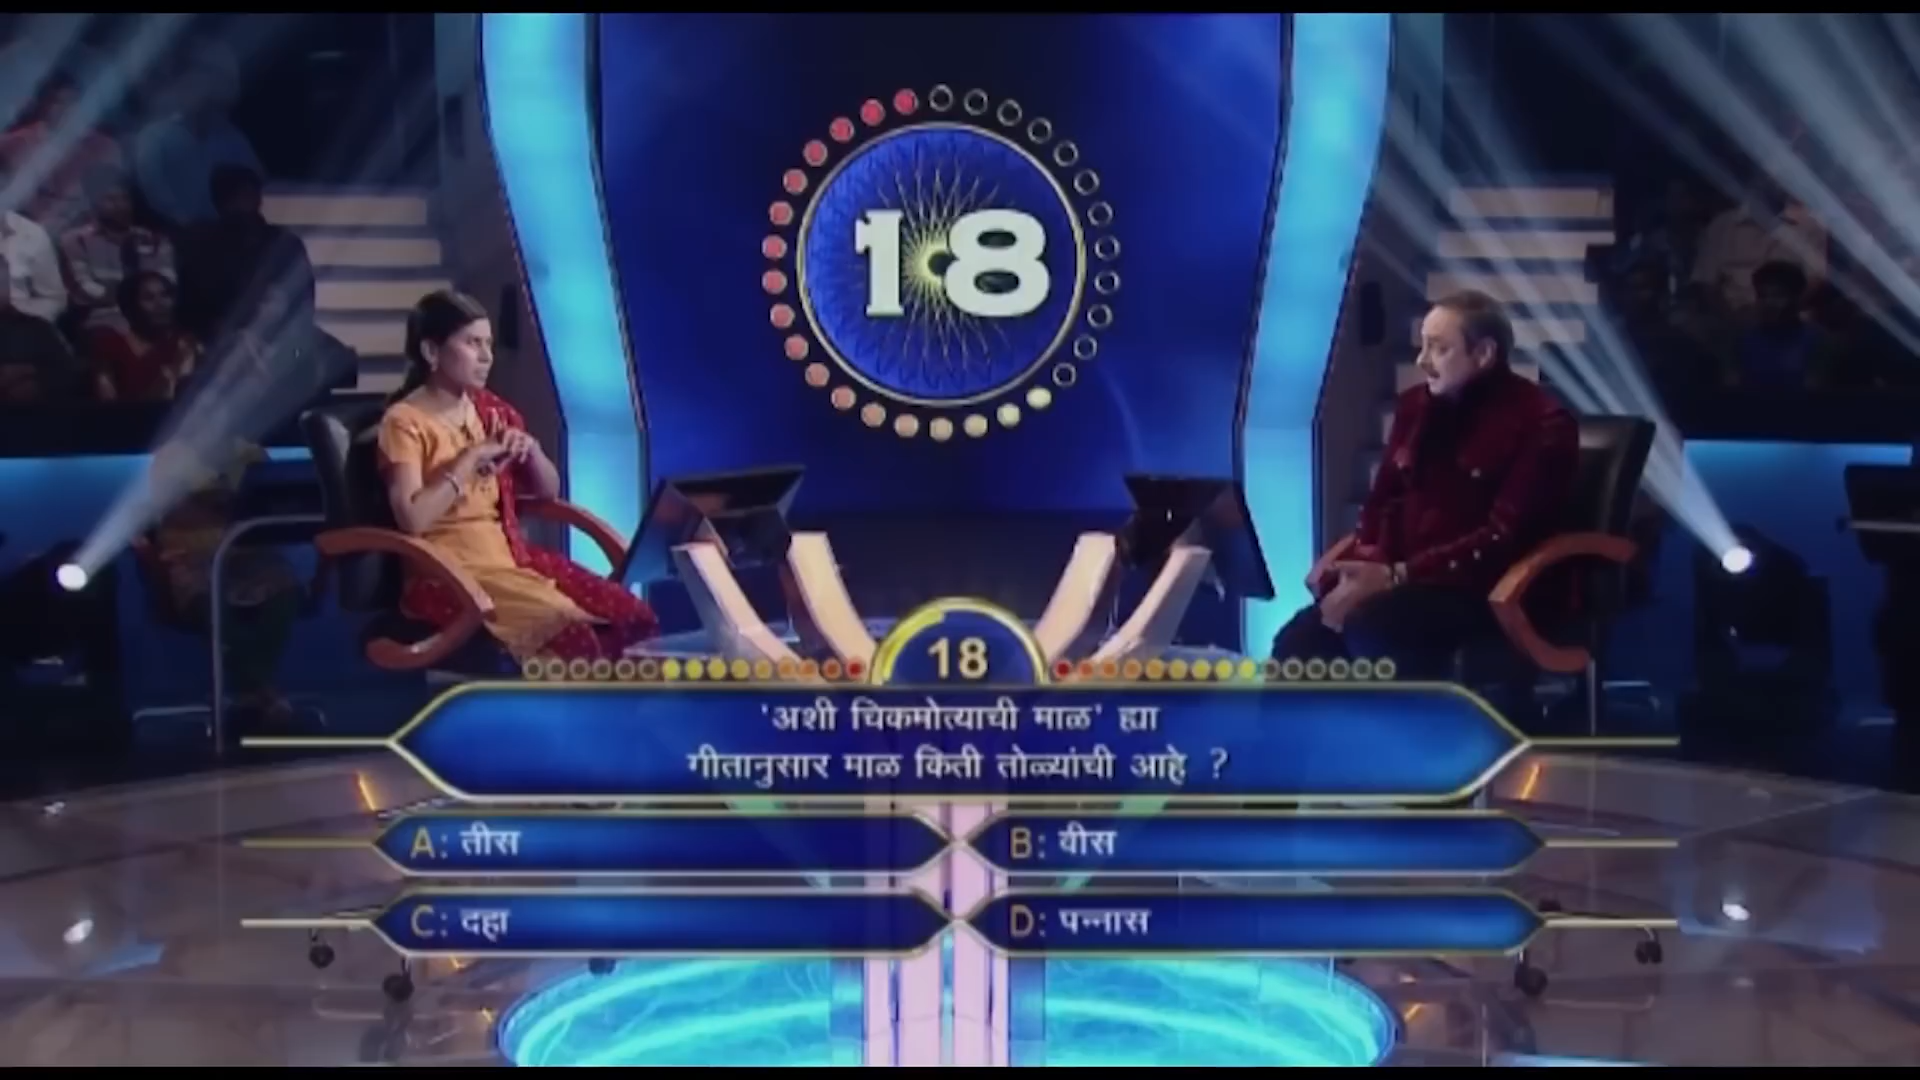 18
18
'अशी चिकमोत्याची माळ' ह्या
गीतानुसार माळ किती तोळ्यांची आहे ?
A: तीस
B: वीस
C: दहा
D: पन्नास